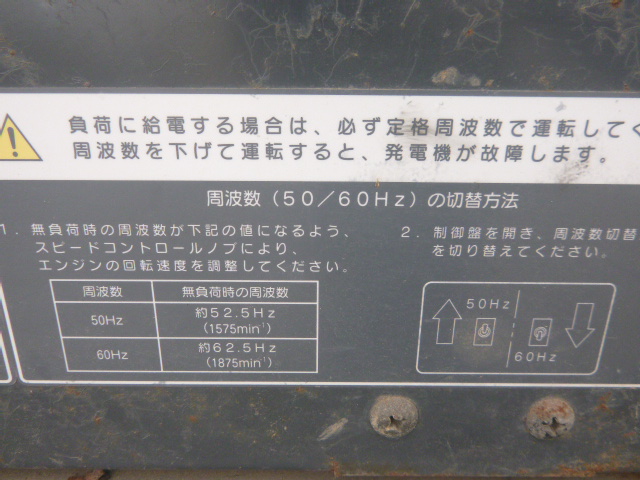 負荷に給電する場合は、必ず定格周波数で運転してく
周波数を下げて運転すると、発電機が故障します。
周波数（50／60Hz）の切替方法
1．無負荷時の周波数が下記の値になるよう、
スピードコントロールノブにより、
エンジンの回転速度を調整してください。
周波数 無負荷時の周波数
50Hz 約52.5Hz
(1575min⁻¹)
60Hz 約62.5Hz
(1875min⁻¹)
2．制御盤を開き、周波数切替
を切り替えてください。
50Hz
60Hz